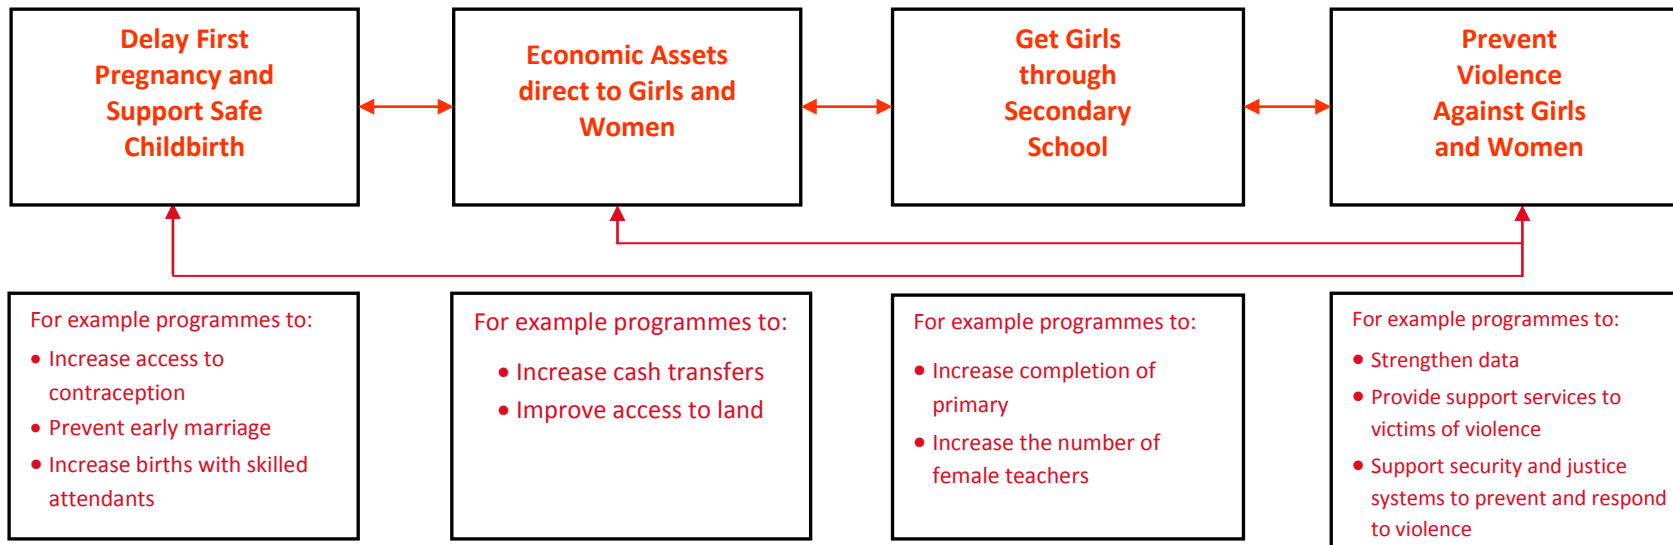 Delay First
Pregnancy and
Support Safe
Childbirth
Economic Assets
direct to Girls and
Women
Get Girls
through
Secondary
School
Prevent
Violence
Against Girls
and Women
For example programmes to:
• Increase access to
contraception
• Prevent early marriage
• Increase births with skilled
attendants
For example programmes to:
• Increase cash transfers
• Improve access to land
For example programmes to:
• Increase completion of
primary
• Increase the number of
female teachers
For example programmes to:
• Strengthen data
• Provide support services to
victims of violence
• Support security and justice
systems to prevent and respond
to violence